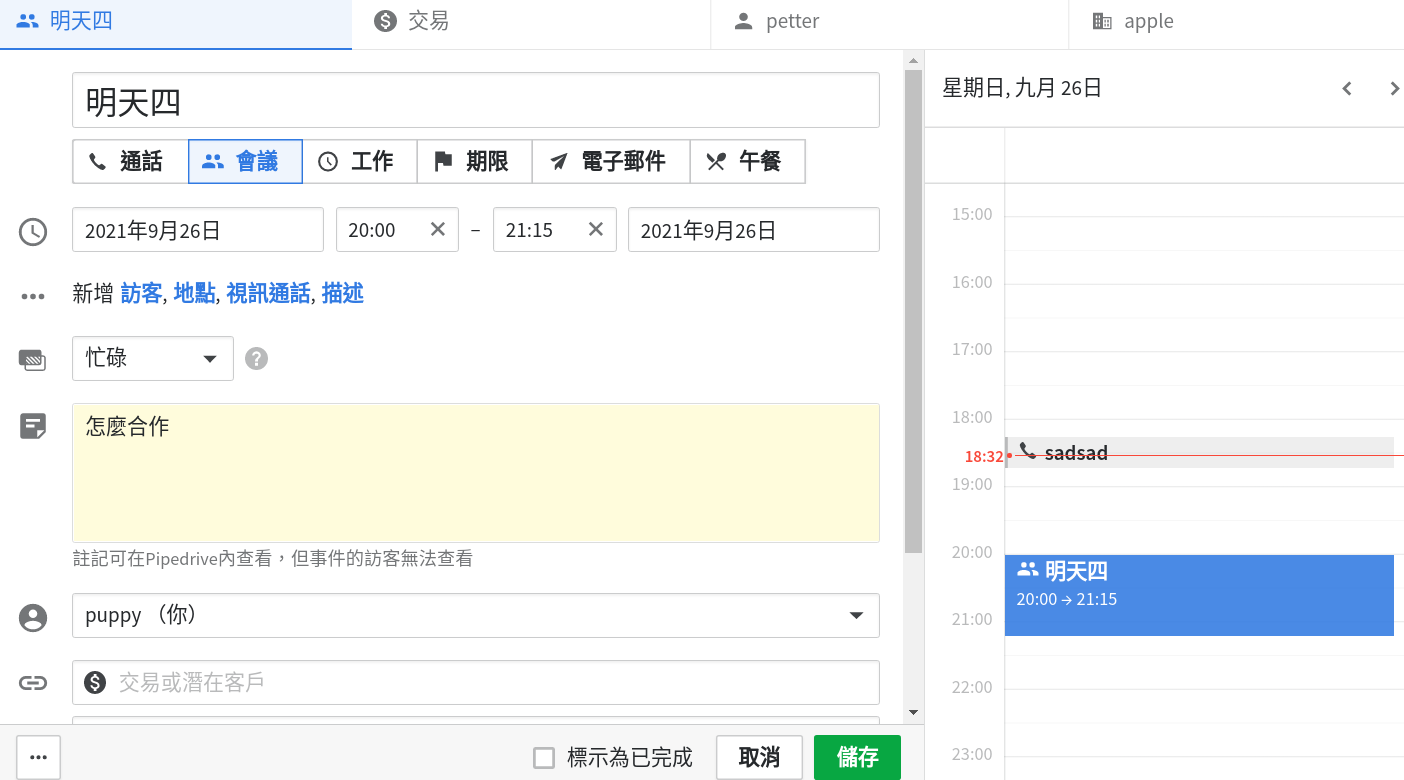 明天四
交易
petter
apple
明天四
星期日, 九月 26日
通話 會議 工作 期限 電子郵件 午餐
2021年9月26日 20:00 – 21:15 2021年9月26日
新增 訪客, 地點, 視訊通話, 描述
忙碌
怎麼合作
註記可在Pipedrive內查看，但事件的訪客無法查看
puppy （你）
交易或潛在客戶
標示為已完成 取消 儲存
15:00
16:00
17:00
18:00
18:32 sadsad
19:00
20:00
明天四
20:00 → 21:15
21:00
22:00
23:00